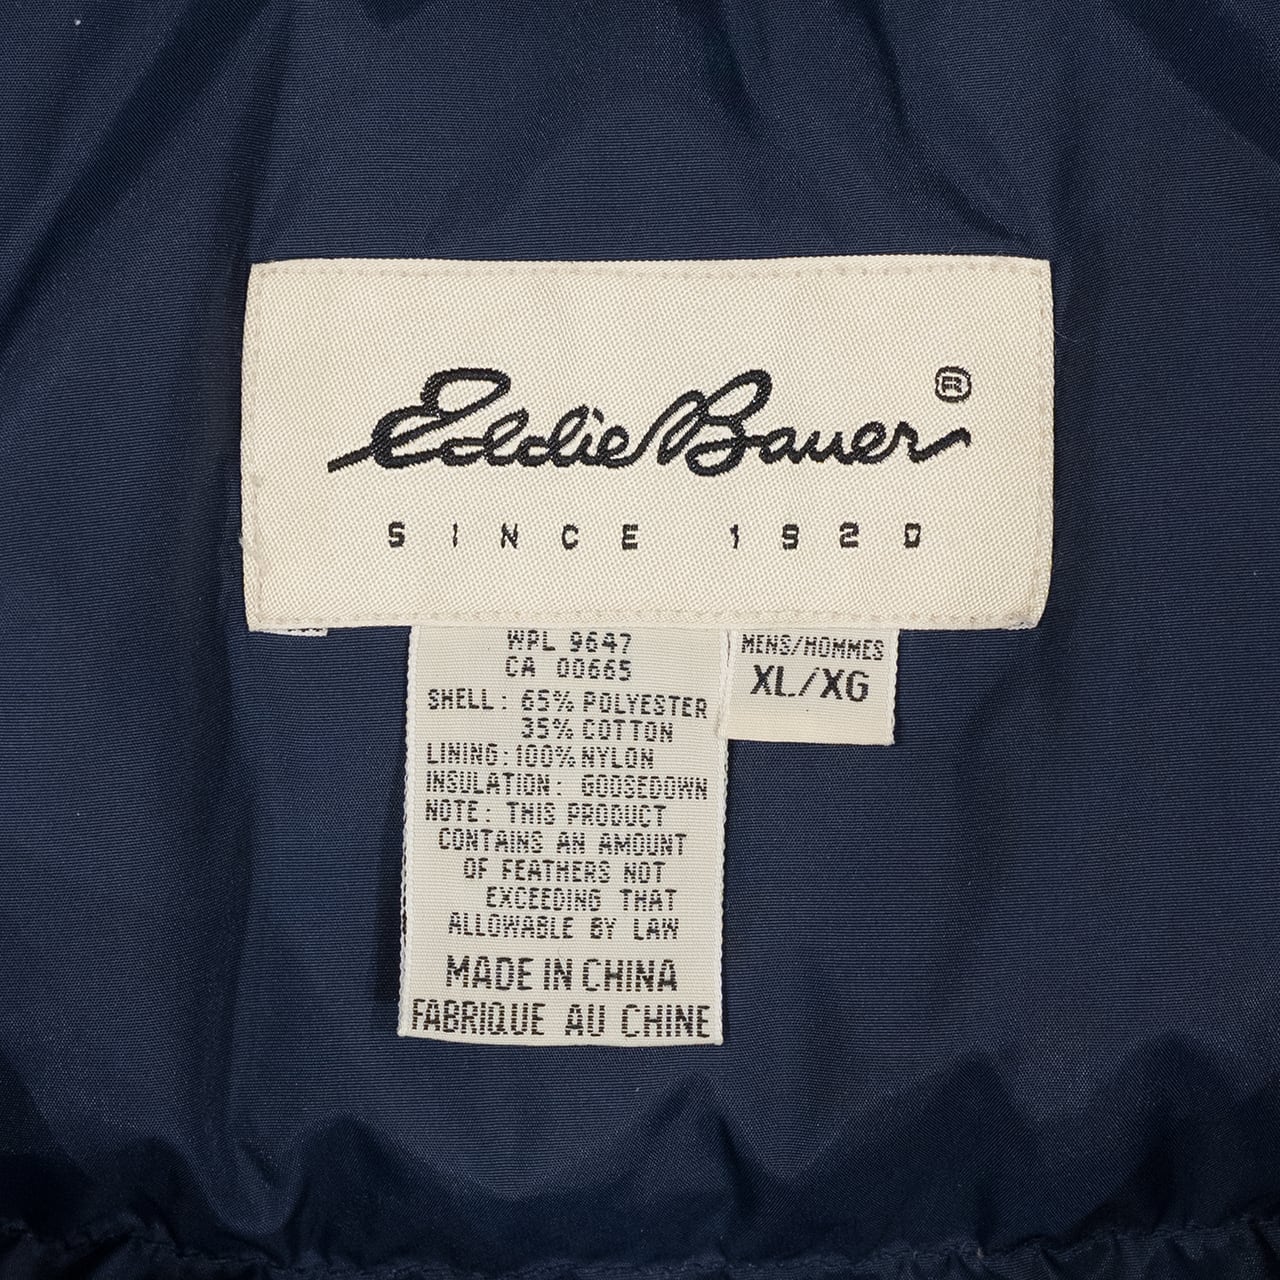 Eddie Bauer ®
SINCE 1920
WPL 9647
CA 00665
SHELL: 65% POLYESTER
35% COTTON
LINING: 100% NYLON
INSULATION: GOOSEDOWN
NOTE: THIS PRODUCT
CONTAINS AN AMOUNT
OF FEATHERS NOT
EXCEEDING THAT
ALLOWABLE BY LAW
MADE IN CHINA
FABRIQUE AU CHINE
MENS/HOMMES
XL/XG